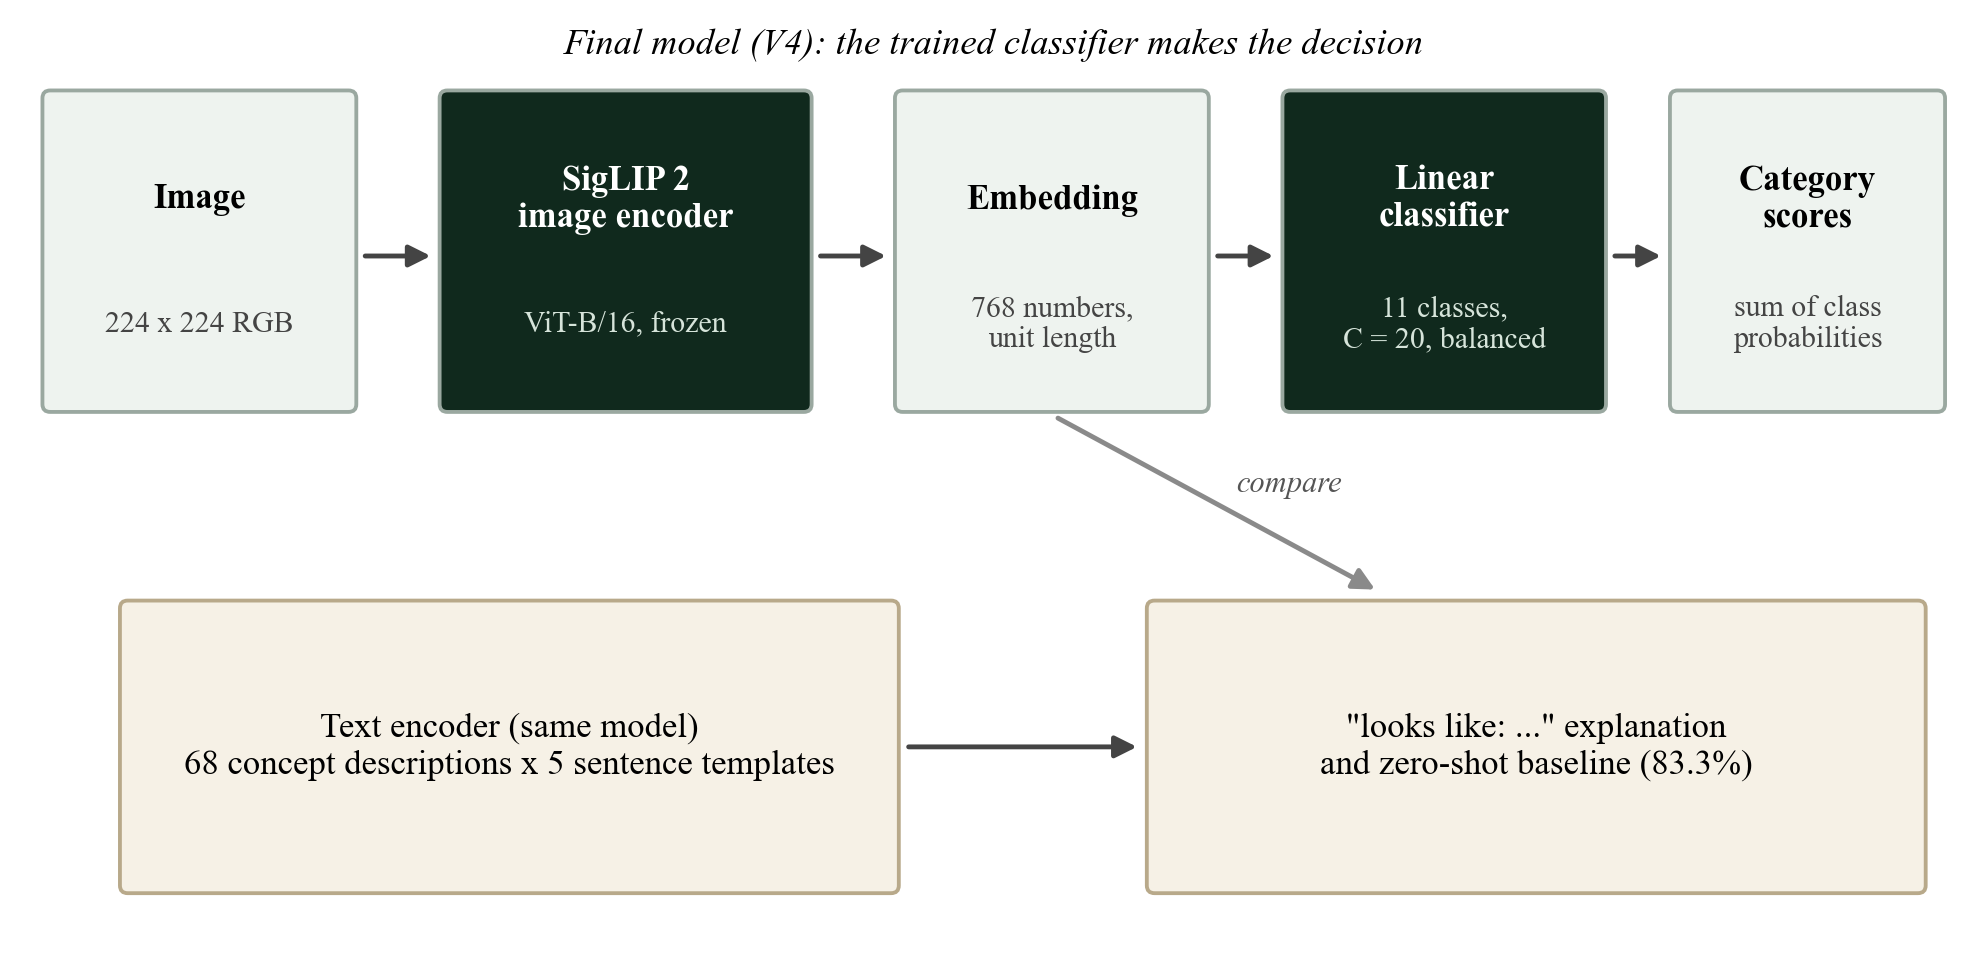 Final model (V4): the trained classifier makes the decision
Image
224 x 224 RGB
SigLIP 2
image encoder
ViT-B/16, frozen
Embedding
768 numbers,
unit length
Linear
classifier
11 classes,
C = 20, balanced
Category
scores
sum of class
probabilities
compare
Text encoder (same model)
68 concept descriptions x 5 sentence templates
"looks like: ..." explanation
and zero-shot baseline (83.3%)